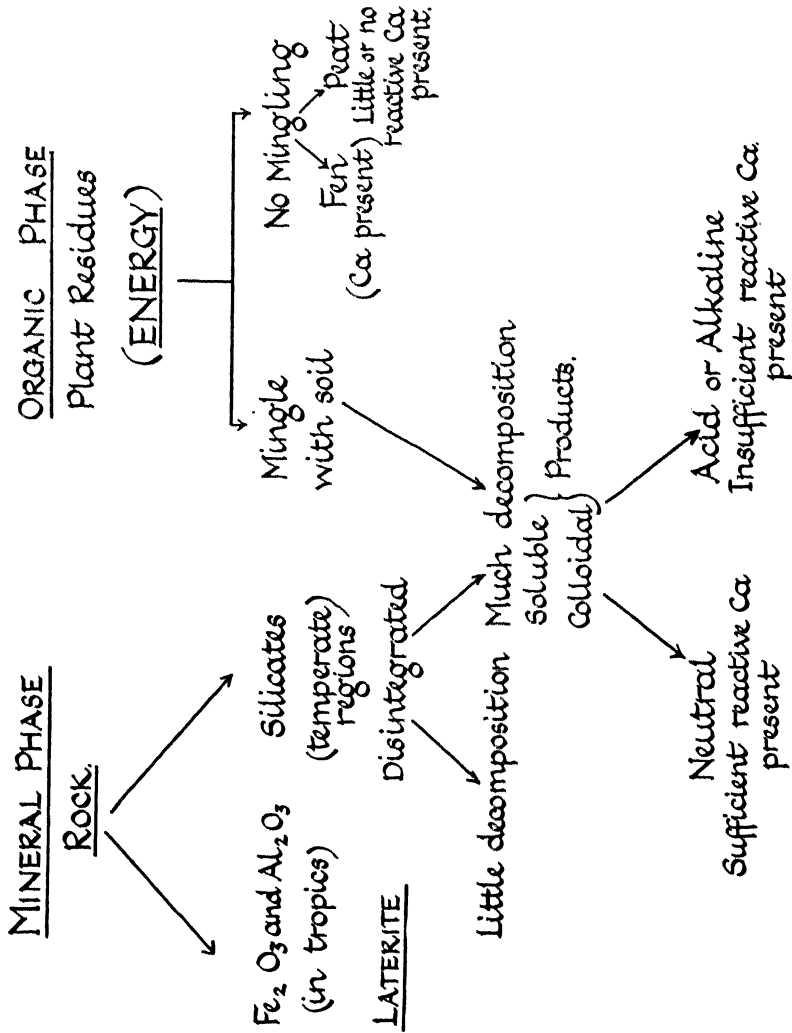 MINERAL PHASE
ROCK.
Fe2 O3 and Al2O3
(in tropics)
LATERITE
Silicates
(temperate
regions)
Disintegrated
Little decomposition
ORGANIC PHASE
Plant Residues
(ENERGY)
Mingle
with soil
No Mingling
Fen
(Ca present)
Peat
Little or no
reactive Ca
present.
Much decomposition
Soluble
Colloidal } Products.
Neutral
Sufficient reactive Ca
present
Acid or Alkaline
Insufficient reactive Ca.
present